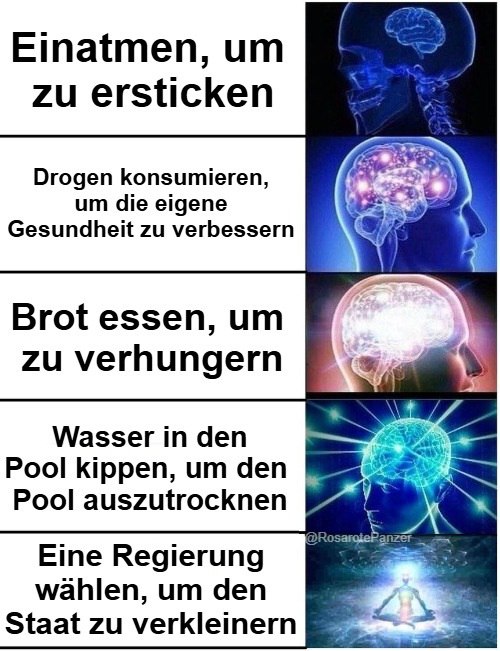 Einatmen, um
zu ersticken
Drogen konsumieren,
um die eigene
Gesundheit zu verbessern
Brot essen, um
zu verhungern
Wasser in den
Pool kippen, um den
Pool auszutrocknen
@RosarotePanzer
Eine Regierung
wählen, um den
Staat zu verkleinern